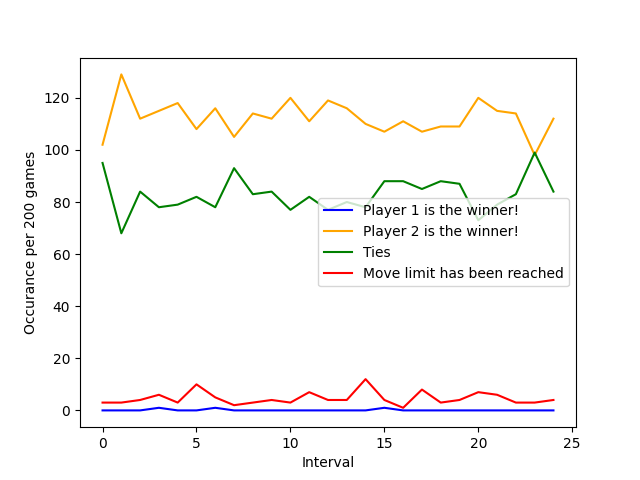 120
100
80
60
40
20
0
Occurance per 200 games
Player 1 is the winner!
Player 2 is the winner!
Ties
Move limit has been reached
0 5 10 15 20 25
Interval